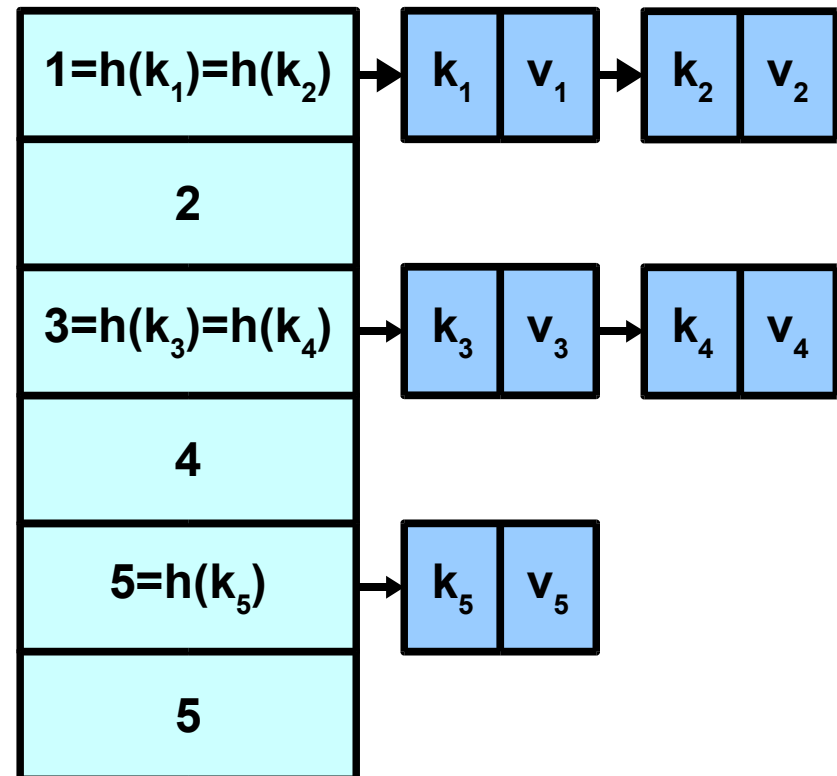 1=h(k₁)=h(k₂) k₁ v₁ k₂ v₂
2
3=h(k₃)=h(k₄) k₃ v₃ k₄ v₄
4
5=h(k₅) k₅ v₅
5